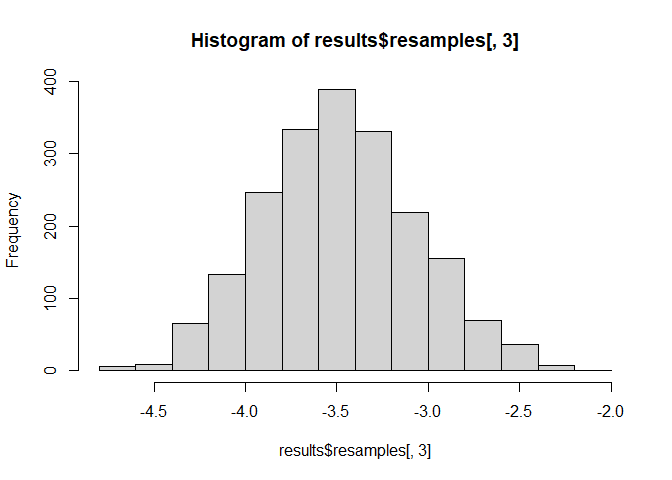 Histogram of results$resamples[, 3]
Frequency
400
300
200
100
0
-4.5 -4.0 -3.5 -3.0 -2.5 -2.0
results$resamples[, 3]